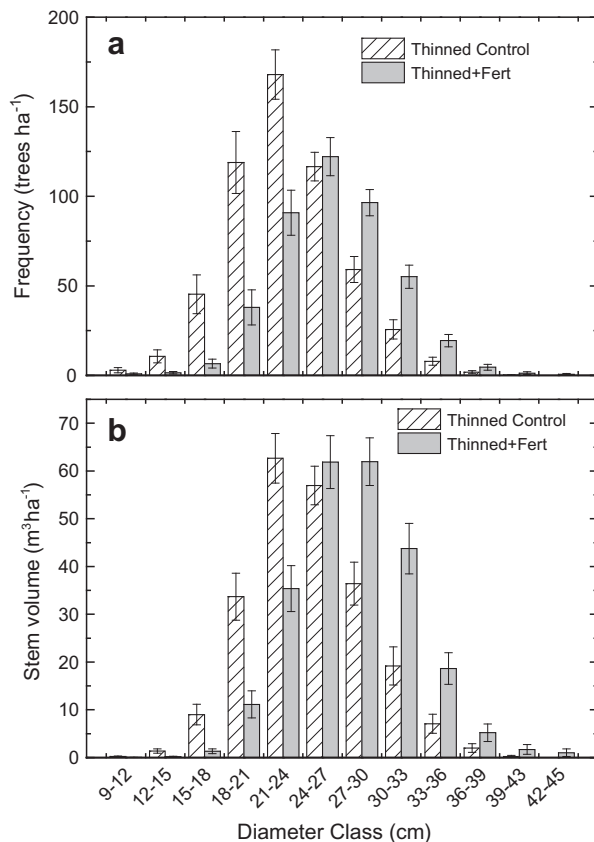 a
Thinned Control
Thinned+Fert
200
150
100
50
0
Frequency (trees ha⁻¹)
b
Thinned Control
Thinned+Fert
70
60
50
40
30
20
10
0
Stem volume (m³ha⁻¹)
9-12 12-15 15-18 18-21 21-24 24-27 27-30 30-33 33-36 36-39 39-43 42-45
Diameter Class (cm)